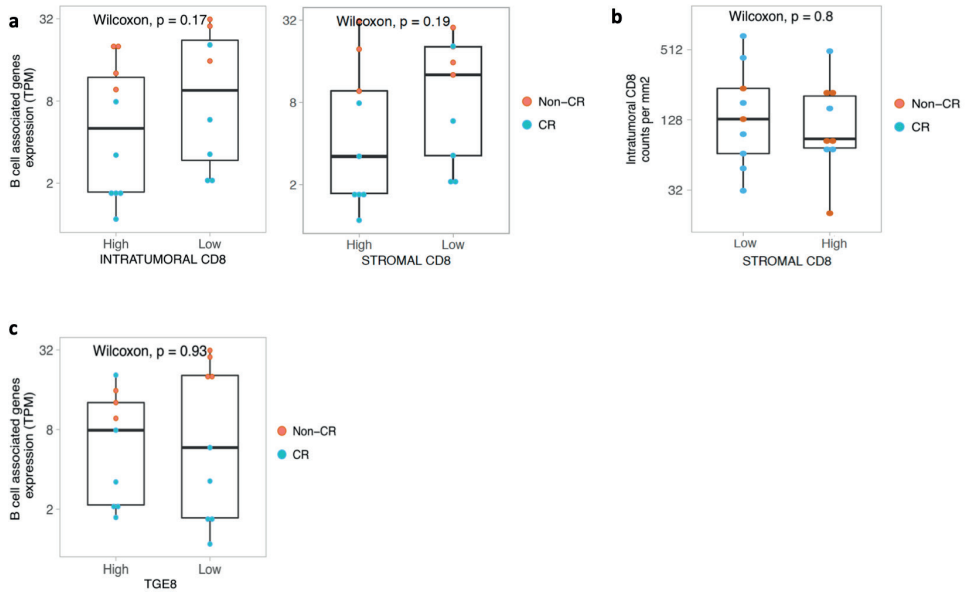 a
Wilcoxon, p = 0.17
32
8
2
B cell associated genes
expression (TPM)
High
Low
INTRATUMORAL CD8
Wilcoxon, p = 0.19
32
8
2
High
Low
STROMAL CD8
Non−CR
CR
b
Wilcoxon, p = 0.8
512
128
32
Intratumoral CD8
counts per mm2
Low
High
STROMAL CD8
Non−CR
CR
c
Wilcoxon, p = 0.93
32
8
2
B cell associated genes
expression (TPM)
High
Low
TGE8
Non−CR
CR